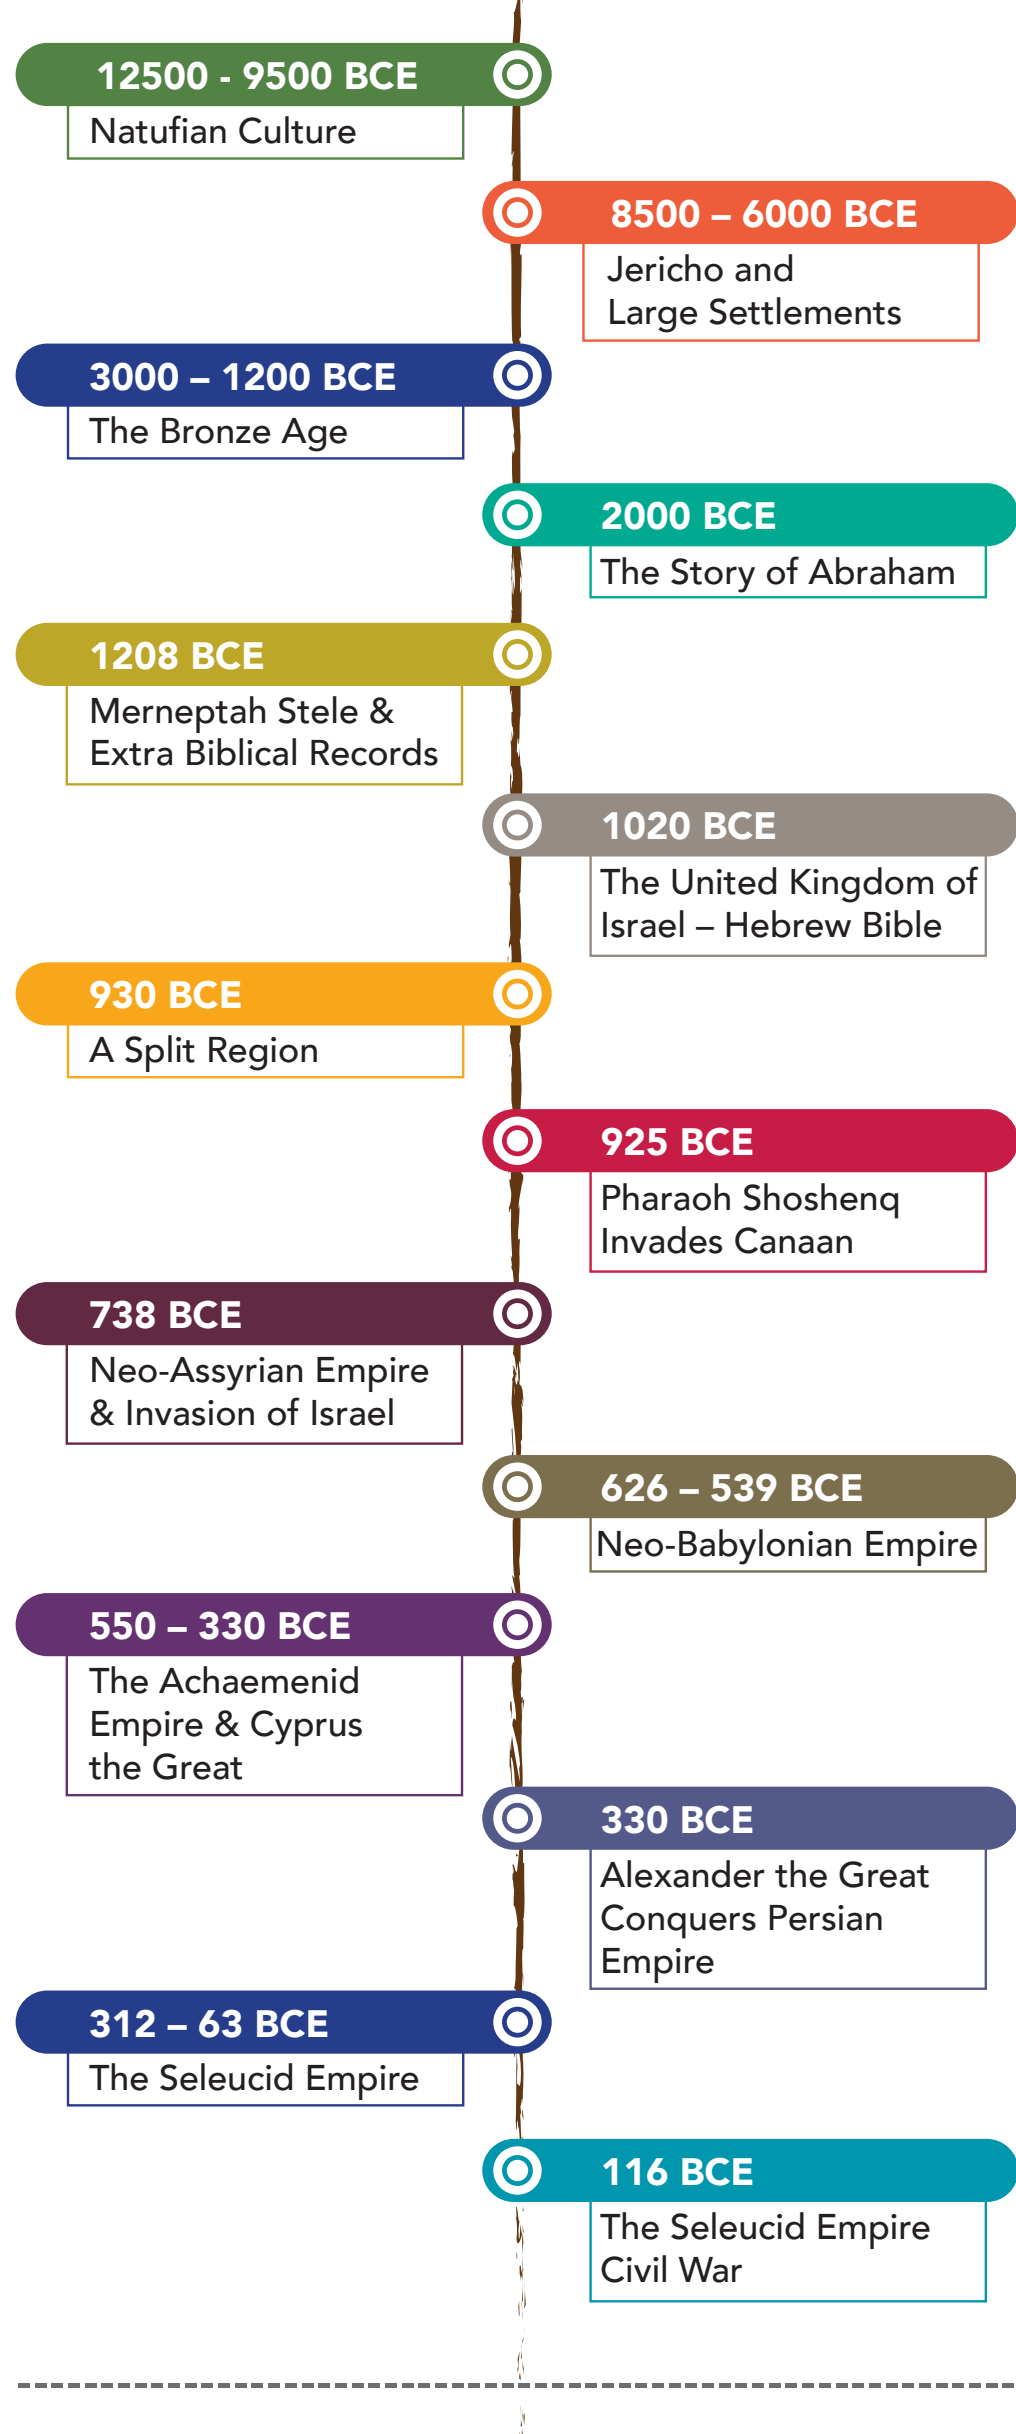 12500 - 9500 BCE
Natufian Culture
8500 – 6000 BCE
Jericho and
Large Settlements
3000 – 1200 BCE
The Bronze Age
2000 BCE
The Story of Abraham
1208 BCE
Merneptah Stele &
Extra Biblical Records
1020 BCE
The United Kingdom of
Israel – Hebrew Bible
930 BCE
A Split Region
925 BCE
Pharaoh Shoshenq
Invades Canaan
738 BCE
Neo-Assyrian Empire
& Invasion of Israel
626 – 539 BCE
Neo-Babylonian Empire
550 – 330 BCE
The Achaemenid
Empire & Cyprus
the Great
330 BCE
Alexander the Great
Conquers Persian
Empire
312 – 63 BCE
The Seleucid Empire
116 BCE
The Seleucid Empire
Civil War